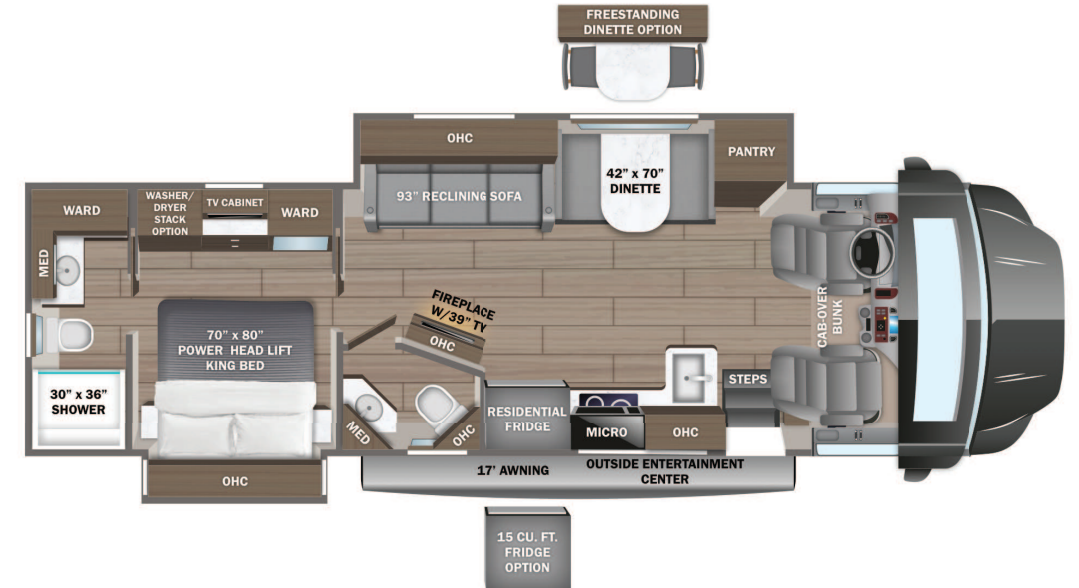 FREESTANDING
DINETTE OPTION
OHC
PANTRY
42” x 70”
DINETTE
93” RECLINING SOFA
WARD
WASHER/
DRYER
STACK
OPTION
TV CABINET
WARD
MED
FIREPLACE
W/39” TV
OHC
CAB-OVER
BUNK
70” x 80”
POWER HEAD LIFT
KING BED
30” x 36”
SHOWER
STEPS
MED
OHC
RESIDENTIAL
FRIDGE
MICRO
OHC
OHC
17’ AWNING
OUTSIDE ENTERTAINMENT
CENTER
15 CU. FT.
FRIDGE
OPTION